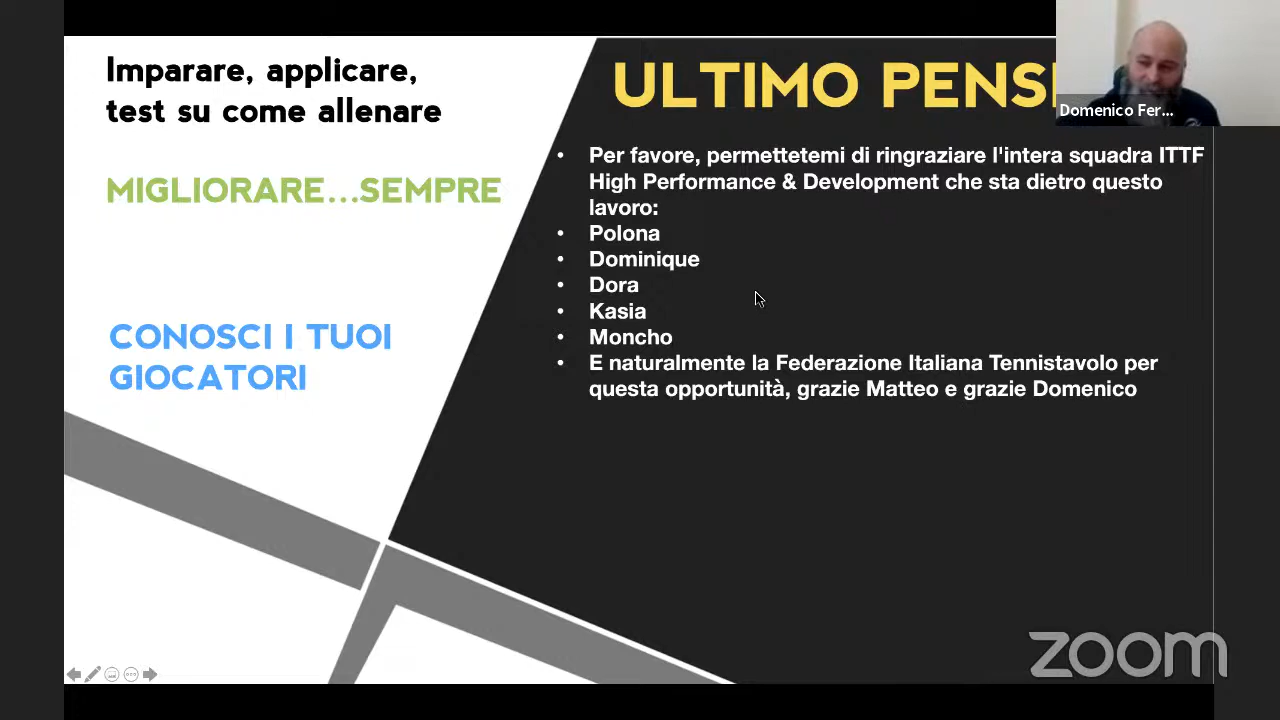 Imparare, applicare,
test su come allenare
MIGLIORARE...SEMPRE
CONOSCI I TUOI
GIOCATORI
ULTIMO PENS
Domenico Fer...
• Per favore, permettetemi di ringraziare l'intera squadra ITTF
High Performance & Development che sta dietro questo
lavoro:
• Polona
• Dominique
• Dora
• Kasia
• Moncho
• E naturalmente la Federazione Italiana Tennistavolo per
questa opportunità, grazie Matteo e grazie Domenico
zoom